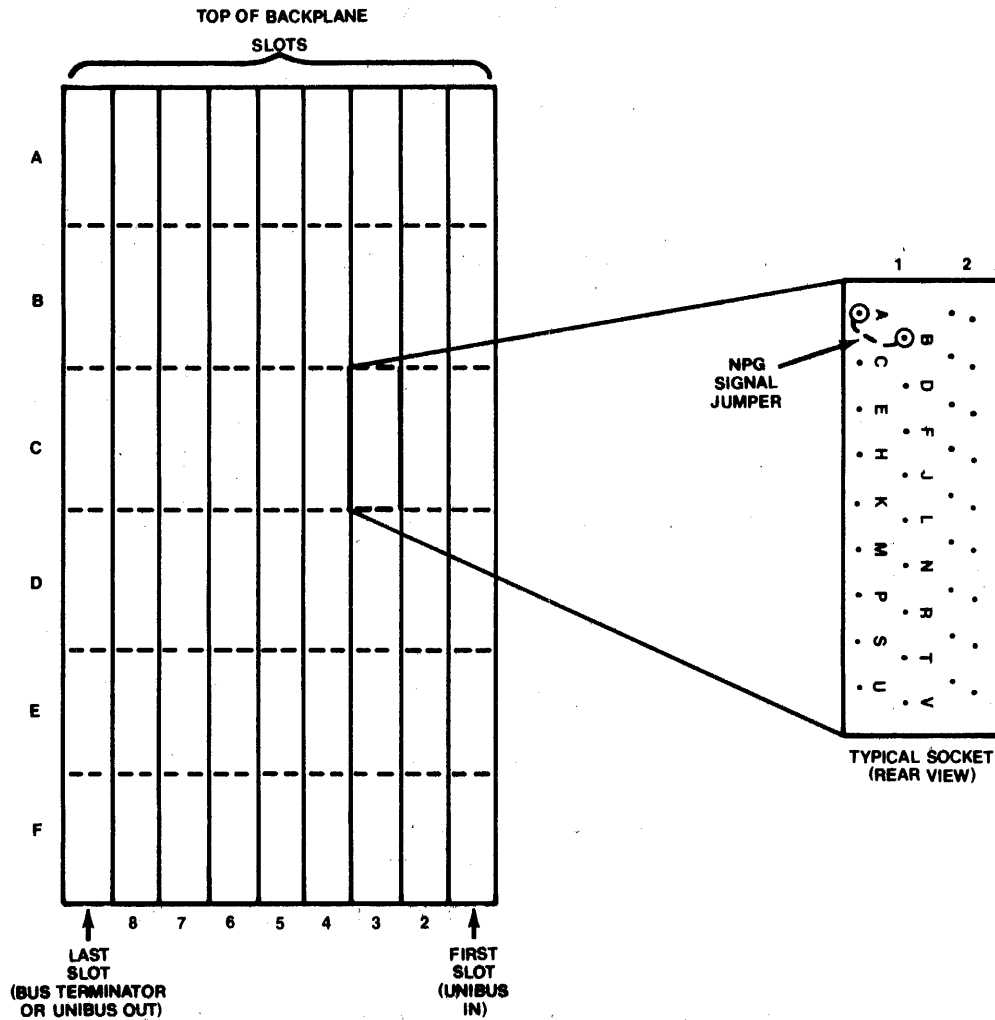 TOP OF BACKPLANE
SLOTS
A
B
C
D
E
F
8 7 6 5 4 3 2
LAST
SLOT
(BUS TERMINATOR
OR UNIBUS OUT)
FIRST
SLOT
(UNIBUS
IN)
1 2
A
B
C
D
E
F
H
J
K
L
M
N
P
R
S
T
U
V
NPG
SIGNAL
JUMPER
TYPICAL SOCKET
(REAR VIEW)